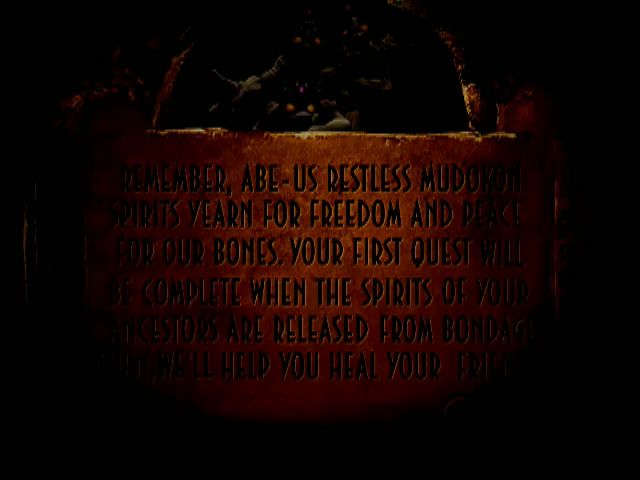 REMEMBER, ABE-US RESTLESS MUDOKON
SPIRITS YEARN FOR FREEDOM AND PEACE
FOR OUR BONES. YOUR FIRST QUEST WILL
BE COMPLETE WHEN THE SPIRITS OF YOUR
ANCESTORS ARE RELEASED FROM BONDAGE
WE'LL HELP YOU HEAL YOUR